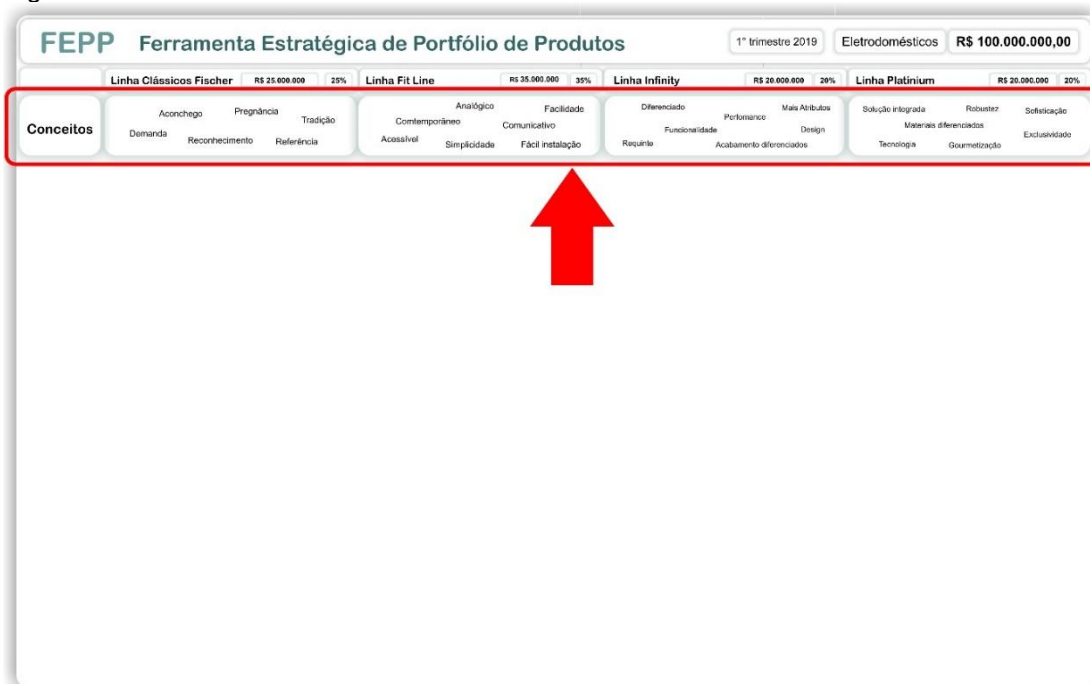 FEPP Ferramenta Estratégica de Portfólio de Produtos 1° trimestre 2019 Eletrodomésticos R$ 100.000.000,00
Linha Clássicos Fischer R$ 25.000.000 25% Linha Fit Line R$ 35.000.000 35% Linha Infinity R$ 20.000.000 20% Linha Platinium R$ 20.000.000 20%
Conceitos
Aconchego Pregnância Tradição
Demanda Reconhecimento Referência
Analógico Facilidade
Comtemporâneo Comunicativo
Acessível Simplicidade Fácil instalação
Diferenciado Perfomance Mais Atributos
Funcionalidade Design
Requinte Acabamento diferenciados
Solução integrada Robustez Sofisticação
Materiais diferenciados Exclusividade
Tecnologia Gourmetização